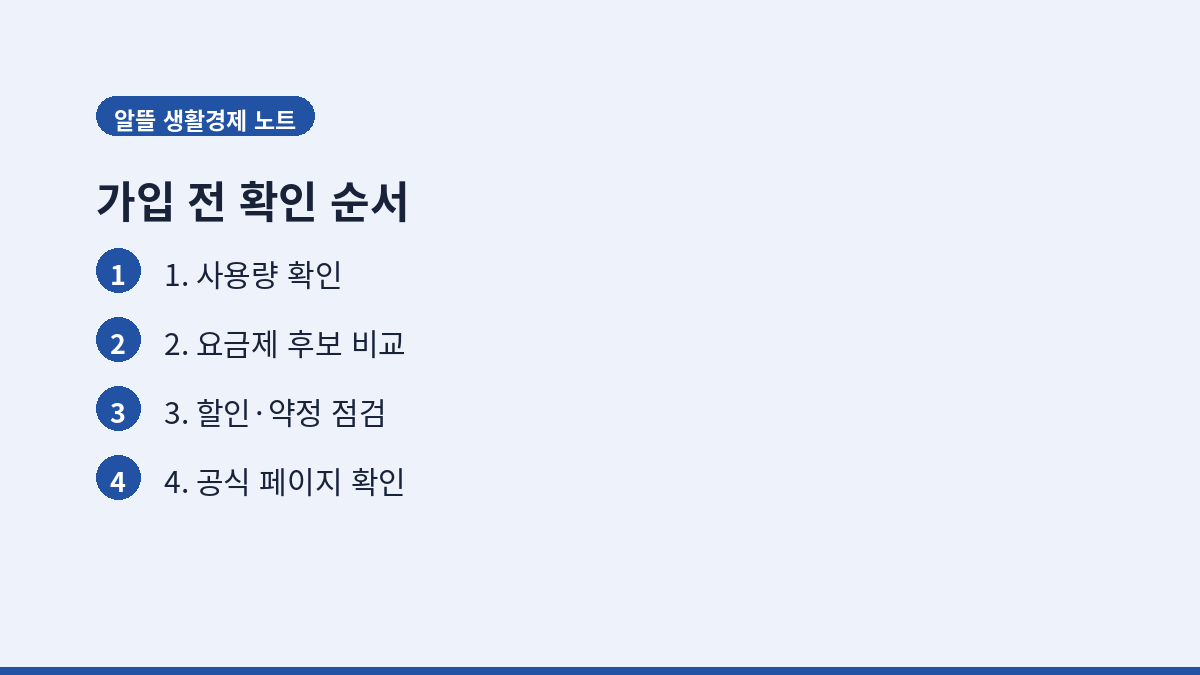 알뜰 생활경제 노트
가입 전 확인 순서
1 1. 사용량 확인
2 2. 요금제 후보 비교
3 3. 할인·약정 점검
4 4. 공식 페이지 확인